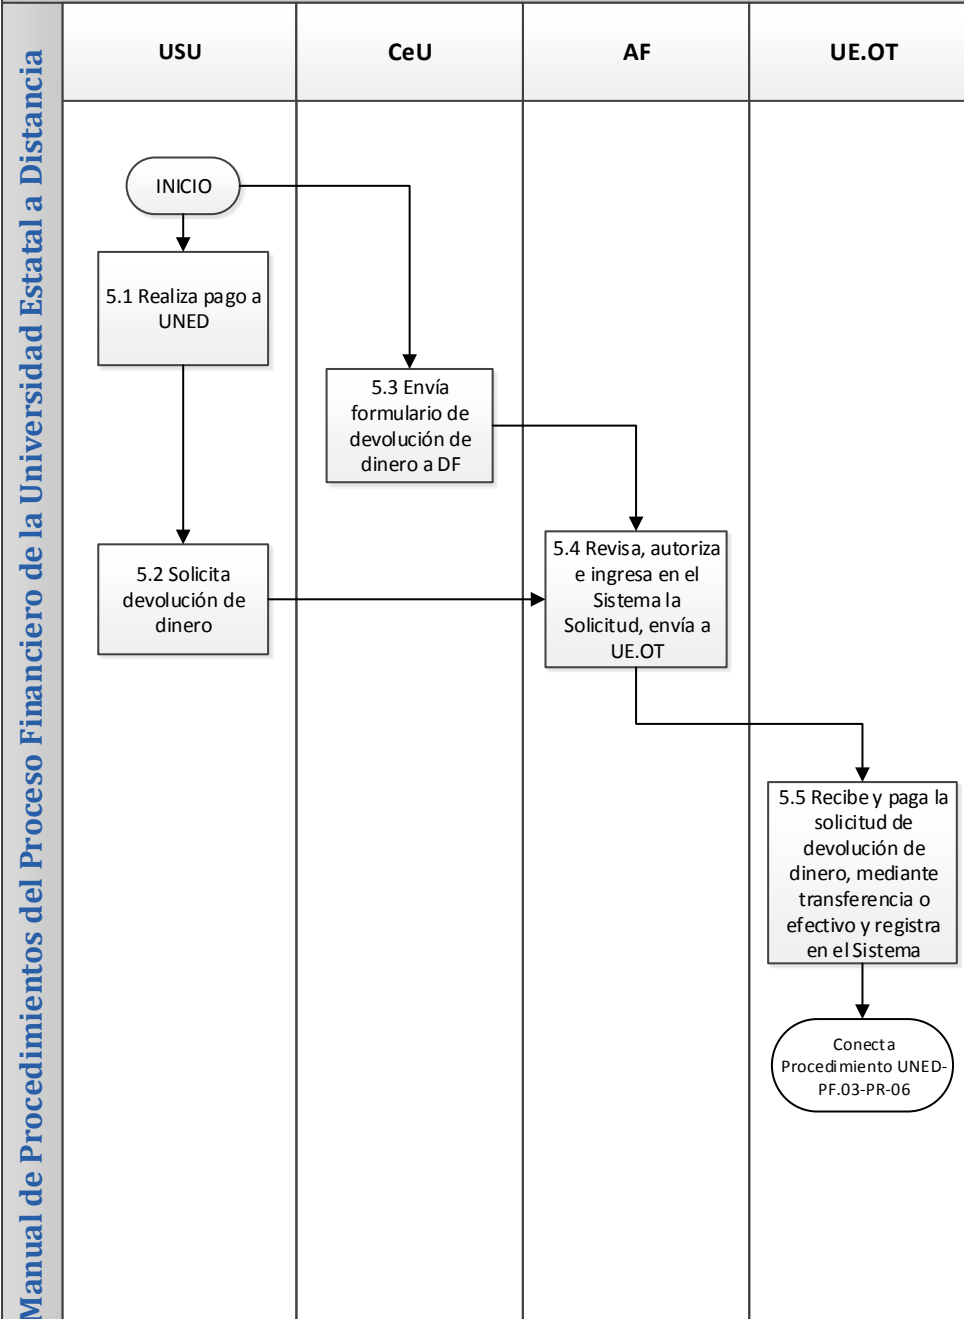 Manual de Procedimientos del Proceso Financiero de la Universidad Estatal a Distancia
USU
CeU
AF
UE.OT
INICIO
5.1 Realiza pago a
UNED
5.3 Envía
formulario de
devolución de
dinero a DF
5.2 Solicita
devolución de
dinero
5.4 Revisa, autoriza
e ingresa en el
Sistema la
Solicitud, envía a
UE.OT
5.5 Recibe y paga la
solicitud de
devolución de
dinero, mediante
transferencia o
efectivo y registra
en el Sistema
Conecta
Procedimiento UNED-
PF.03-PR-06